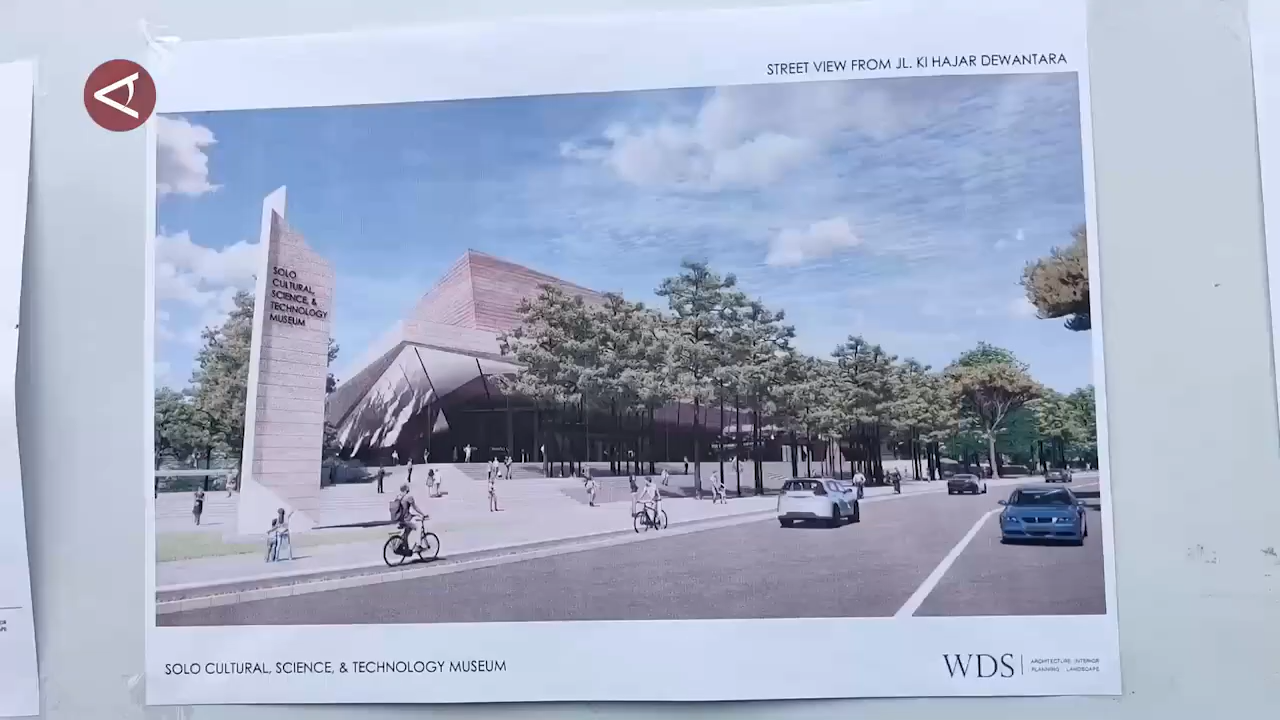 STREET VIEW FROM JL. KI HAJAR DEWANTARA
SOLO
CULTURAL,
SCIENCE, &
TECHNOLOGY
MUSEUM
SOLO CULTURAL, SCIENCE, & TECHNOLOGY MUSEUM
WDS
ARCHITECTURE INTERIOR
PLANNING LANDSCAPE